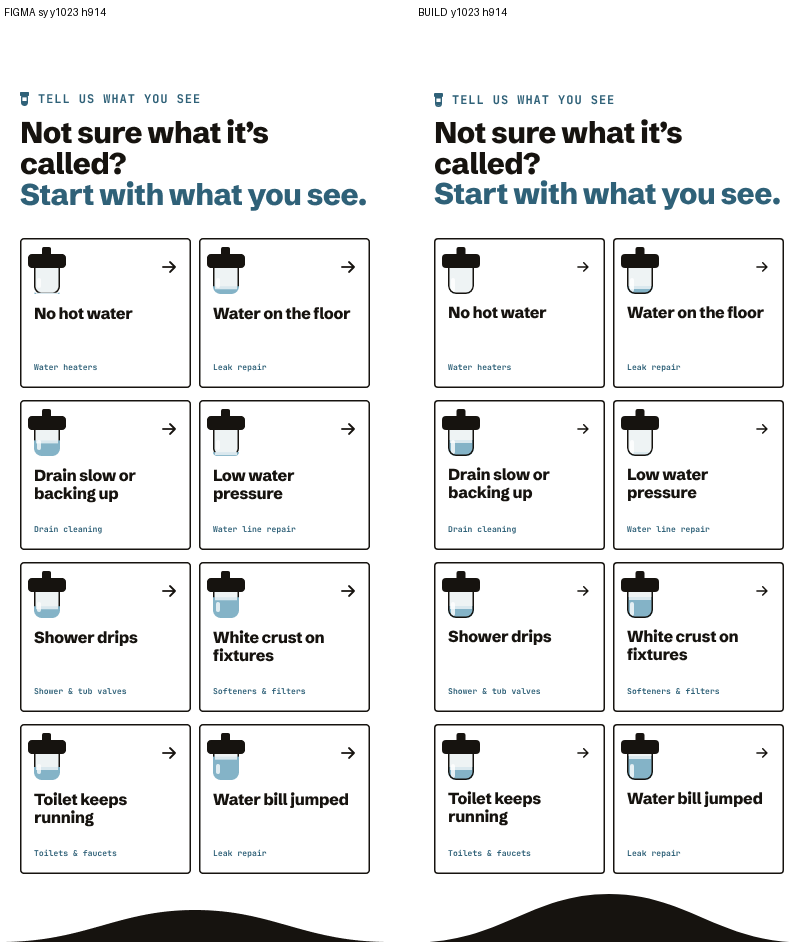 FIGMA sy y1023 h914
BUILD y1023 h914
TELL US WHAT YOU SEE
Not sure what it’s
called?
Start with what you see.
No hot water
Water heaters
Water on the floor
Leak repair
Drain slow or
backing up
Drain cleaning
Low water
pressure
Water line repair
Shower drips
Shower & tub valves
White crust on
fixtures
Softeners & filters
Toilet keeps
running
Toilets & faucets
Water bill jumped
Leak repair
TELL US WHAT YOU SEE
Not sure what it’s
called?
Start with what you see.
No hot water
Water heaters
Water on the floor
Leak repair
Drain slow or
backing up
Drain cleaning
Low water
pressure
Water line repair
Shower drips
Shower & tub valves
White crust on
fixtures
Softeners & filters
Toilet keeps
running
Toilets & faucets
Water bill jumped
Leak repair